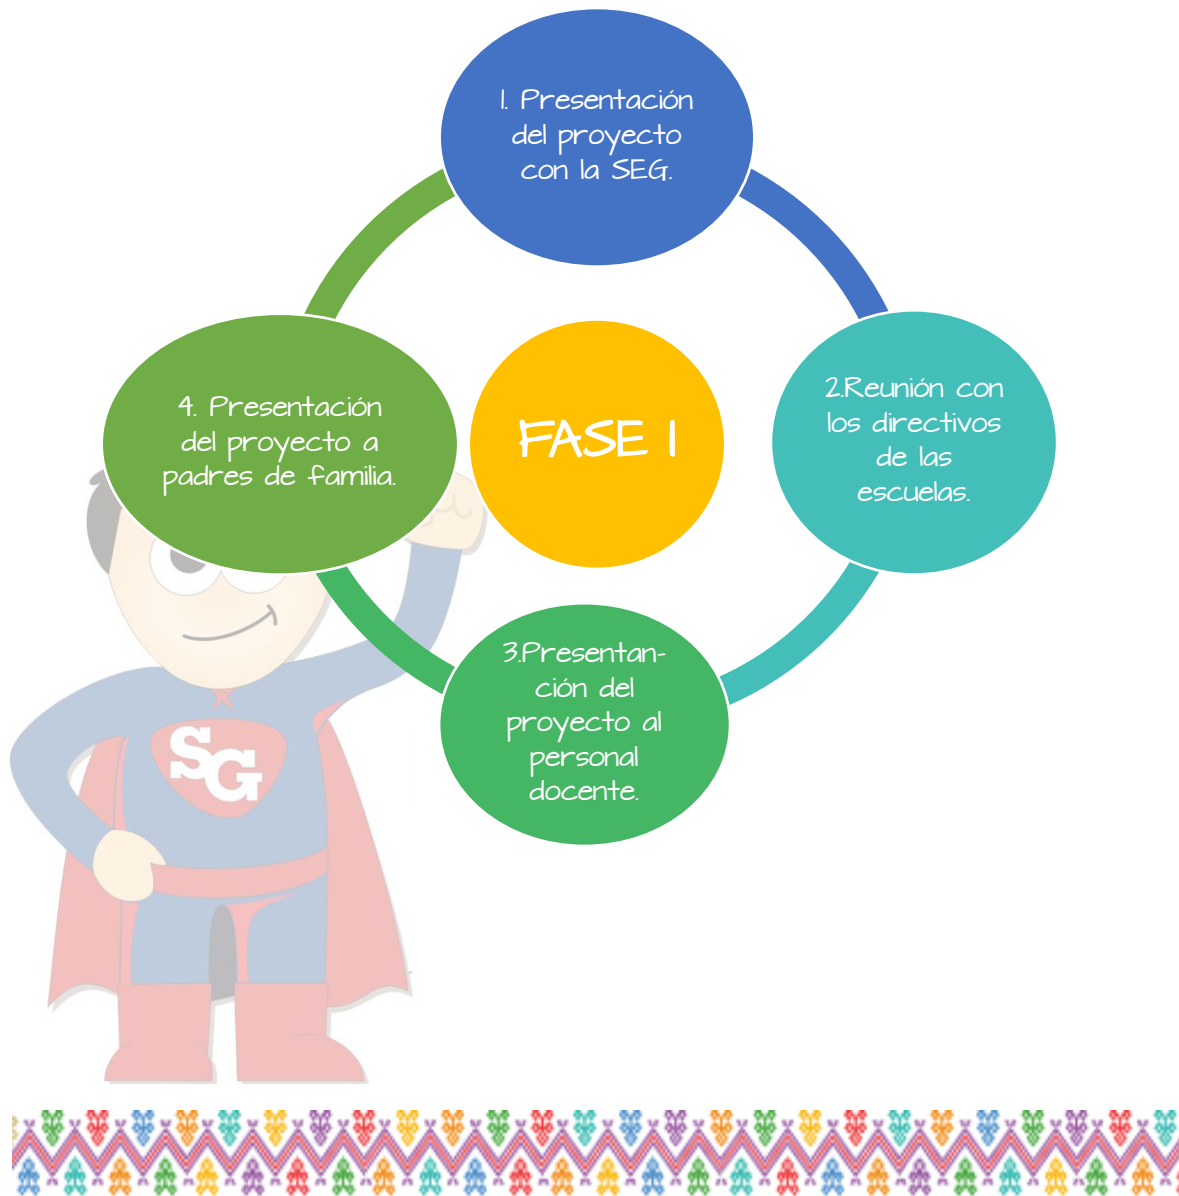 1. Presentación
del proyecto
con la SEG.
2.Reunión con
los directivos
de las
escuelas.
3.Presentan-
ción del
proyecto al
personal
docente.
4. Presentación
del proyecto a
padres de familia.
FASE 1
SG